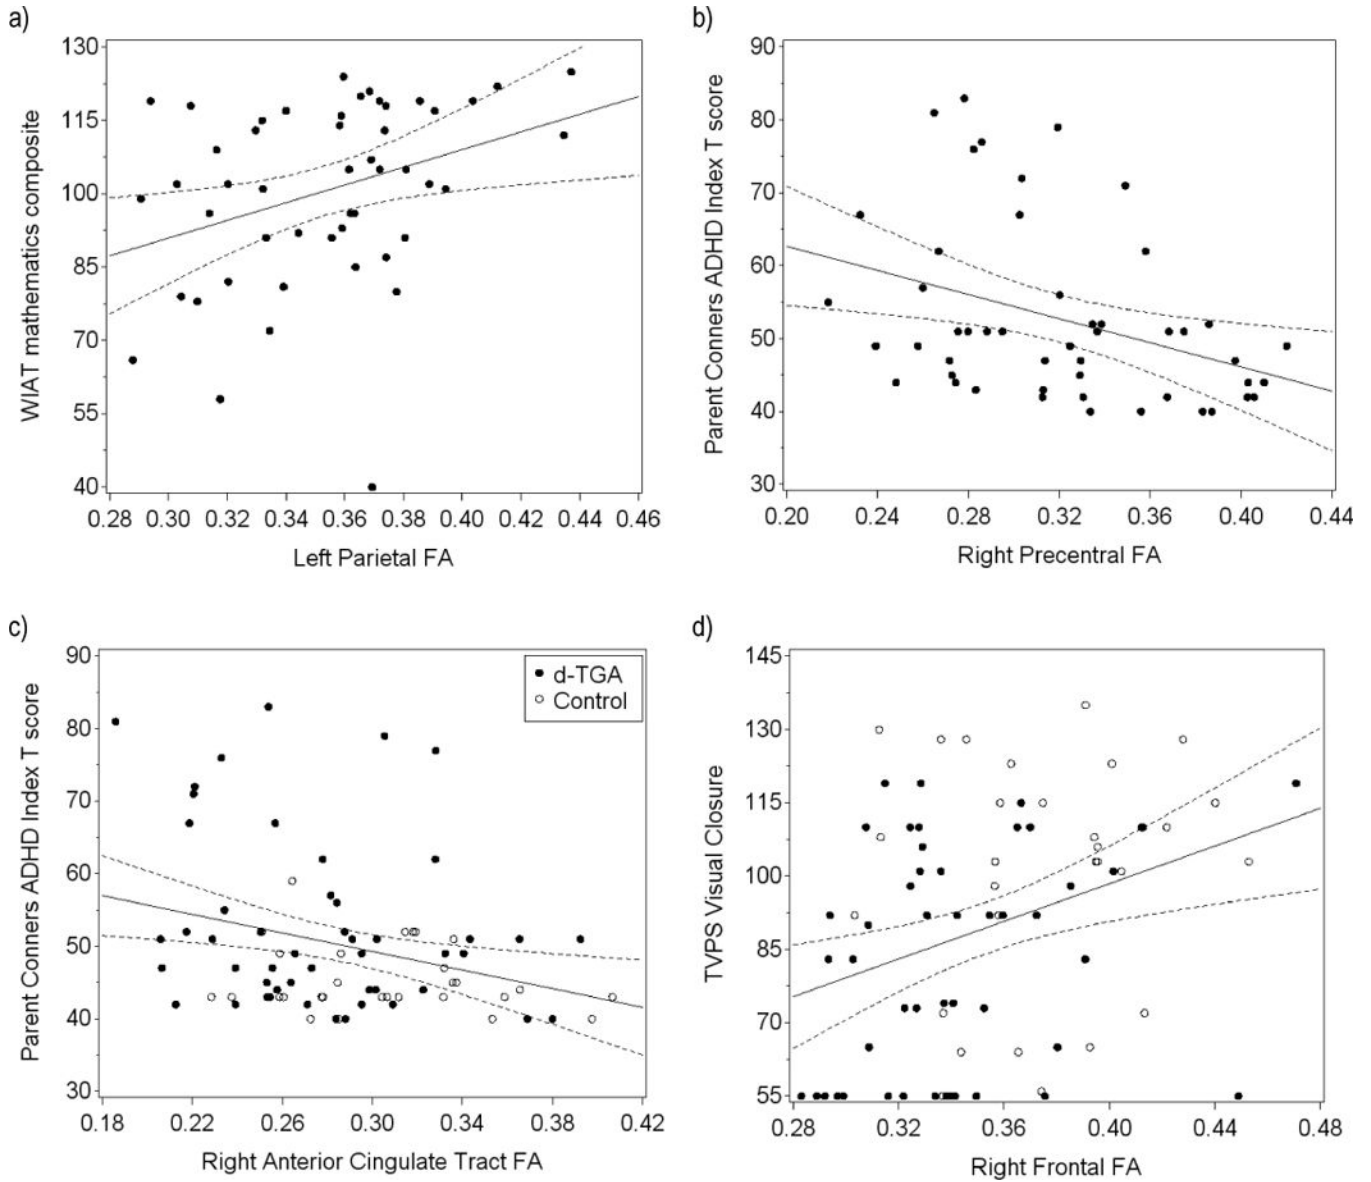 a)
130
115
100
85
70
55
40
WIAT mathematics composite
0.28 0.30 0.32 0.34 0.36 0.38 0.40 0.42 0.44 0.46
Left Parietal FA
b)
90
80
70
60
50
40
30
Parent Conners ADHD Index T score
0.20 0.24 0.28 0.32 0.36 0.40 0.44
Right Precentral FA
c)
90
80
70
60
50
40
30
Parent Conners ADHD Index T score
d-TGA
Control
0.18 0.22 0.26 0.30 0.34 0.38 0.42
Right Anterior Cingulate Tract FA
d)
145
130
115
100
85
70
55
TVPS Visual Closure
0.28 0.32 0.36 0.40 0.44 0.48
Right Frontal FA